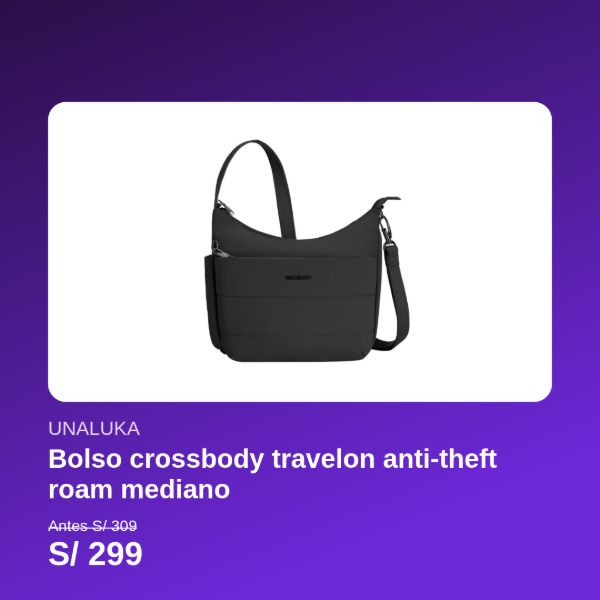 UNALUKA
Bolso crossbody travelon anti-theft
roam mediano
Antes S/ 309
S/ 299